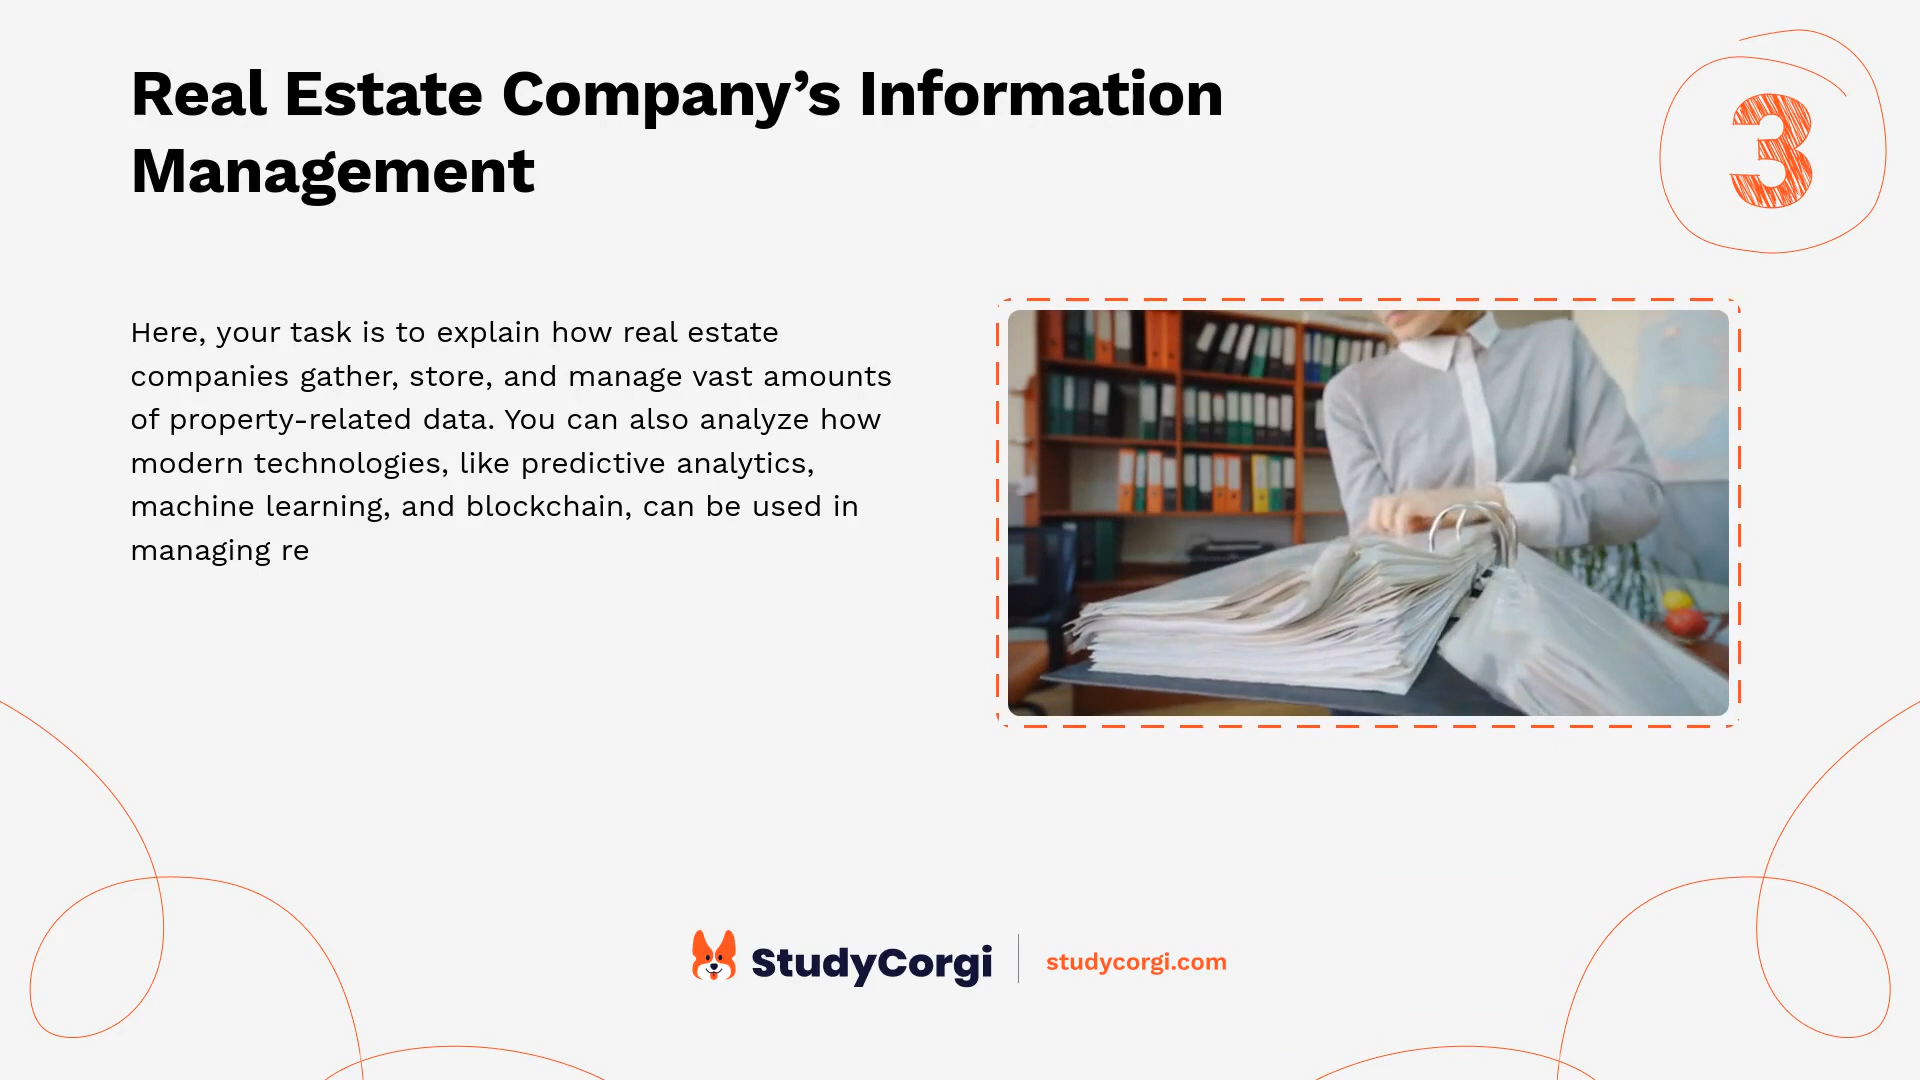 Real Estate Company’s Information
Management
3
Here, your task is to explain how real estate
companies gather, store, and manage vast amounts
of property-related data. You can also analyze how
modern technologies, like predictive analytics,
machine learning, and blockchain, can be used in
managing re
StudyCorgi
studycorgi.com